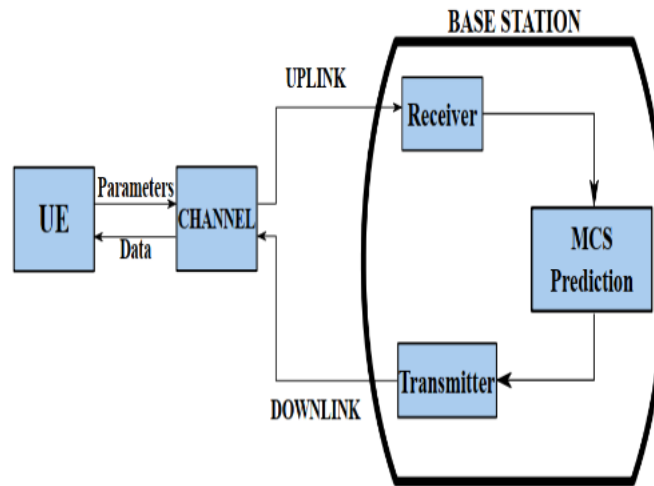 BASE STATION
UPLINK
Receiver
Parameters
UE
CHANNEL
Data
MCS
Prediction
Transmitter
DOWNLINK